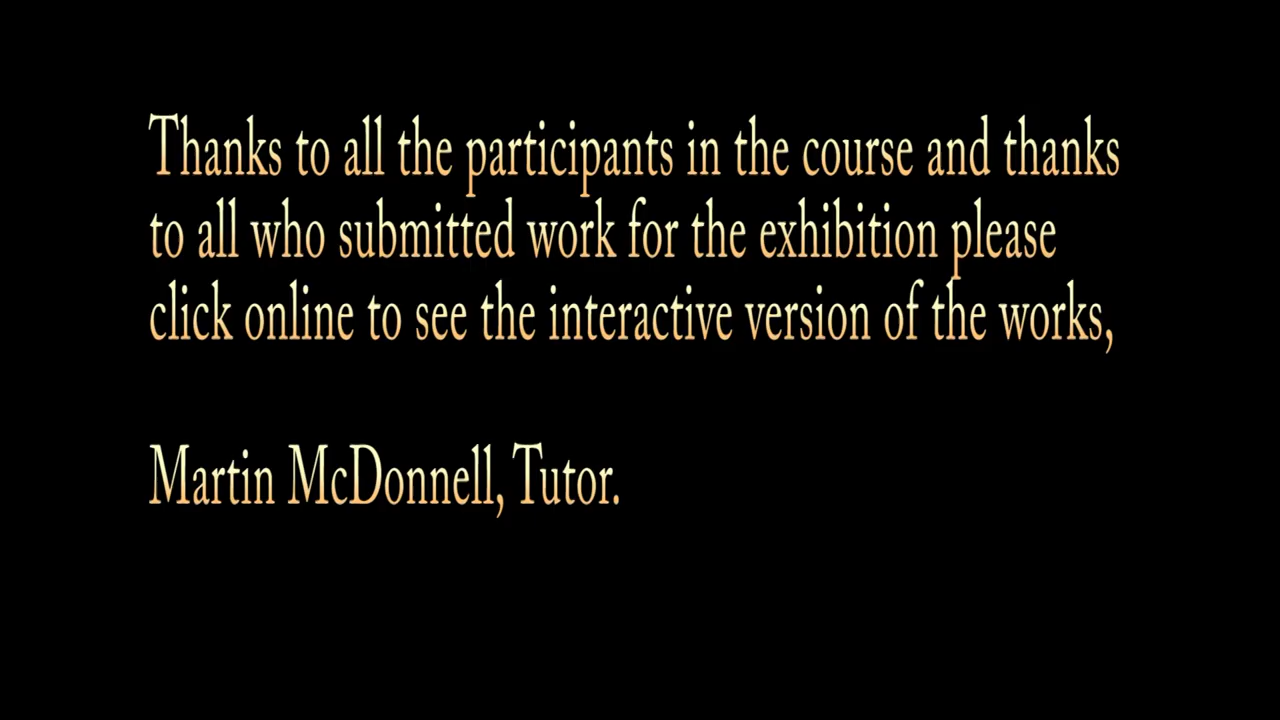 Thanks to all the participants in the course and thanks
to all who submitted work for the exhibition please
click online to see the interactive version of the works,
Martin McDonnell, Tutor.